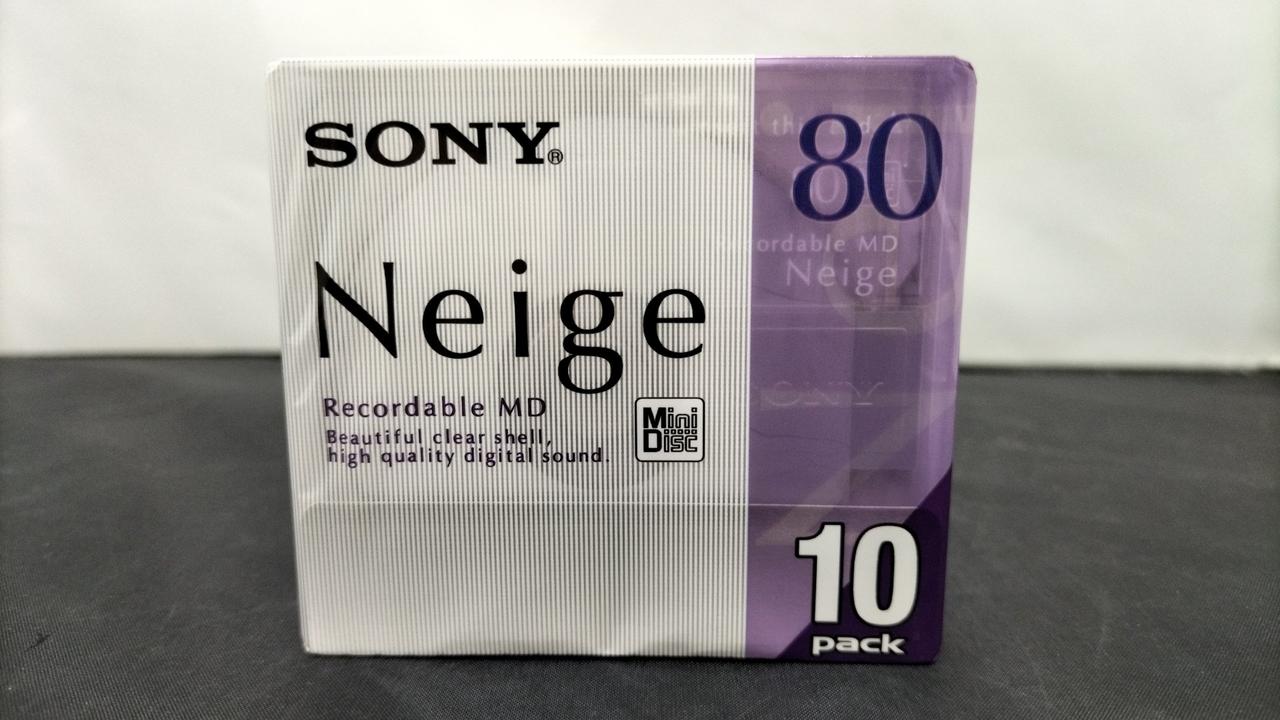 SONY®
80
Recordable MD
Neige
Neige
Recordable MD
Beautiful clear shell,
high quality digital sound.
Mini
Disc
SONY
10
pack